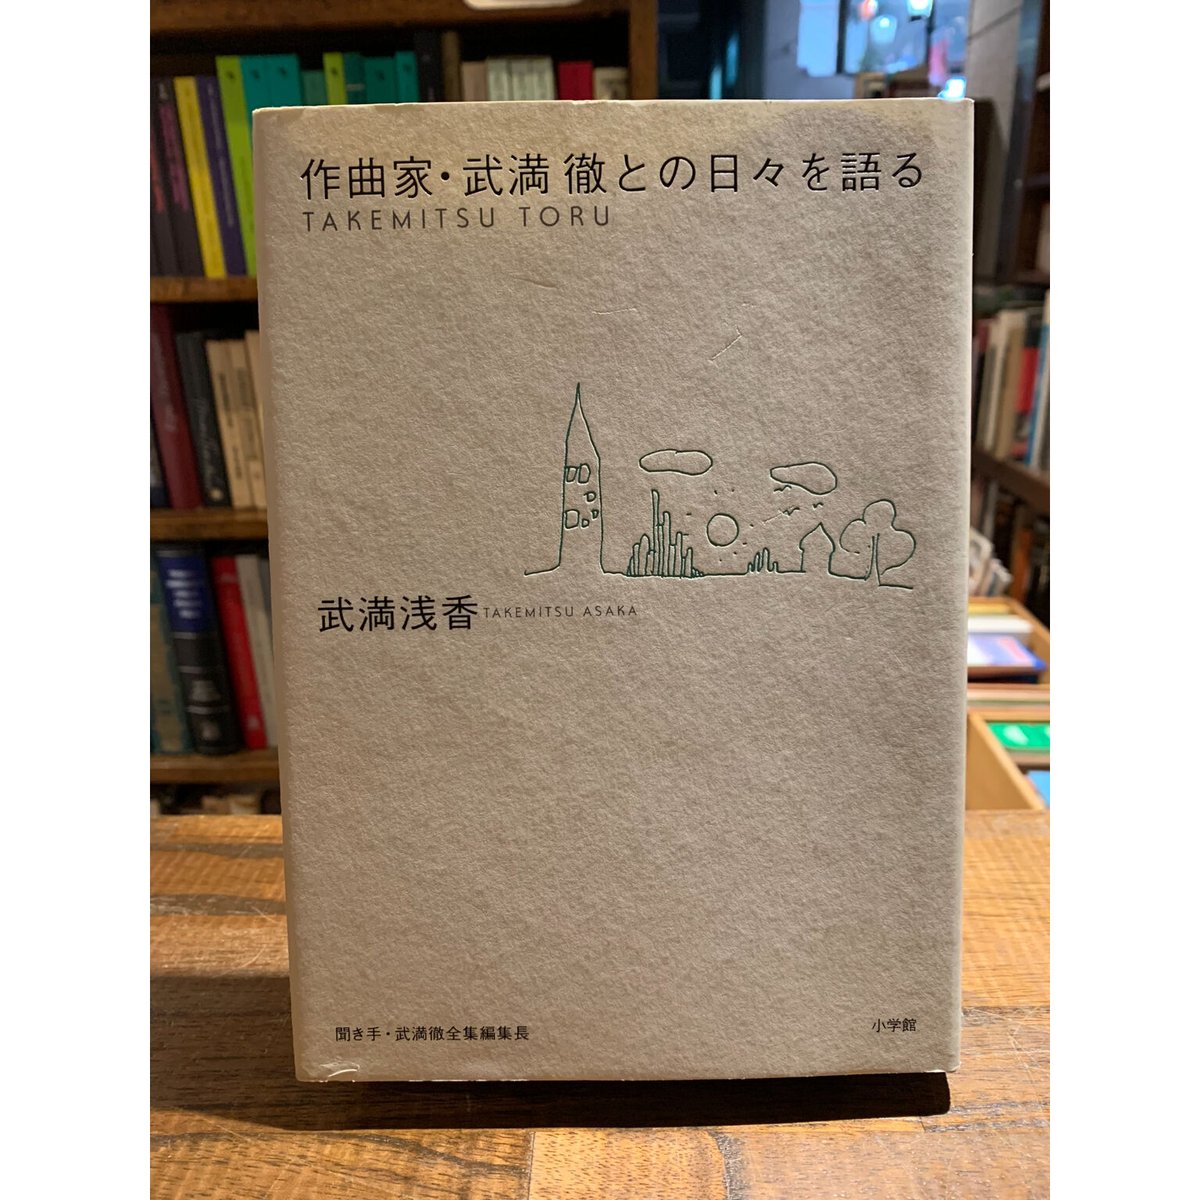 作曲家・武満 徹との日々を語る
TAKEMITSU TORU
武満浅香 TAKEMITSU ASAKA
聞き手・武満徹全集編集長
小学館